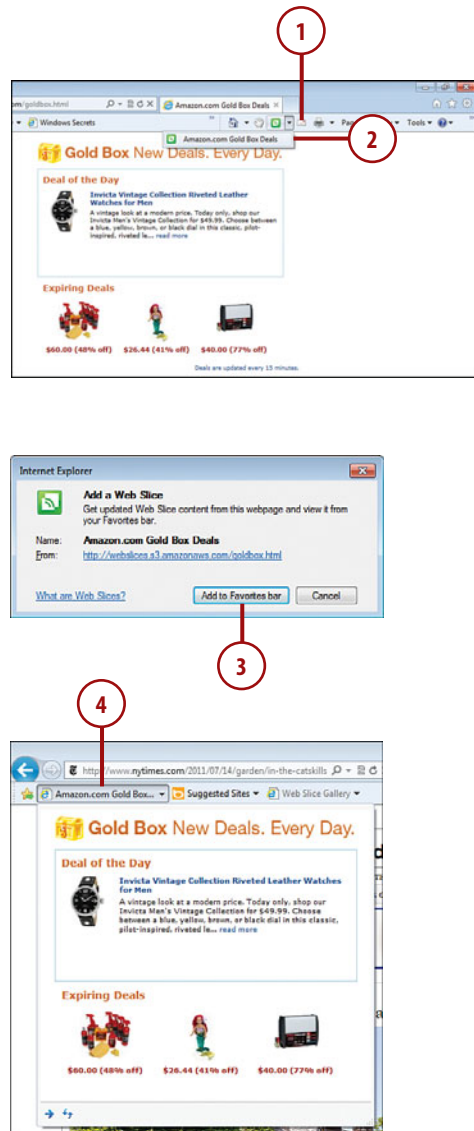 1
om/goldbox.html
Amazon.com Gold Box Deals
Windows Secrets
Tools
Amazon.com Gold Box Deals
2
Gold Box New Deals. Every Day.
Deal of the Day
Invicta Vintage Collection Riveted Leather
Watches for Men
A vintage look at a modern price. Today only, shop our
Invicta Men's Vintage Collection for $49.99. Choose between
a blue, yellow, brown, or black dial in this classic, pilot-
inspired, riveted le... read more
Expiring Deals
$60.00 (48% off) $26.44 (41% off) $40.00 (77% off)
Deals are updated every 15 minutes.
Internet Explorer
Add a Web Slice
Get updated Web Slice content from this webpage and view it from
your Favorites bar.
Name: Amazon.com Gold Box Deals
From: http://webslices.s3.amazonaws.com/goldbox.html
What are Web Slices? Add to Favorites bar Cancel
3
4
http://www.nytimes.com/2011/07/14/garden/in-the-catskills
Amazon.com Gold Box... Suggested Sites Web Slice Gallery
Gold Box New Deals. Every Day.
Deal of the Day
Invicta Vintage Collection Riveted Leather Watches
for Men
A vintage look at a modern price. Today only, shop our
Invicta Men's Vintage Collection for $49.99. Choose
between a blue, yellow, brown, or black dial in this classic,
pilot-inspired, riveted le... read more
Expiring Deals
$60.00 (48% off) $26.44 (41% off) $40.00 (77% off)